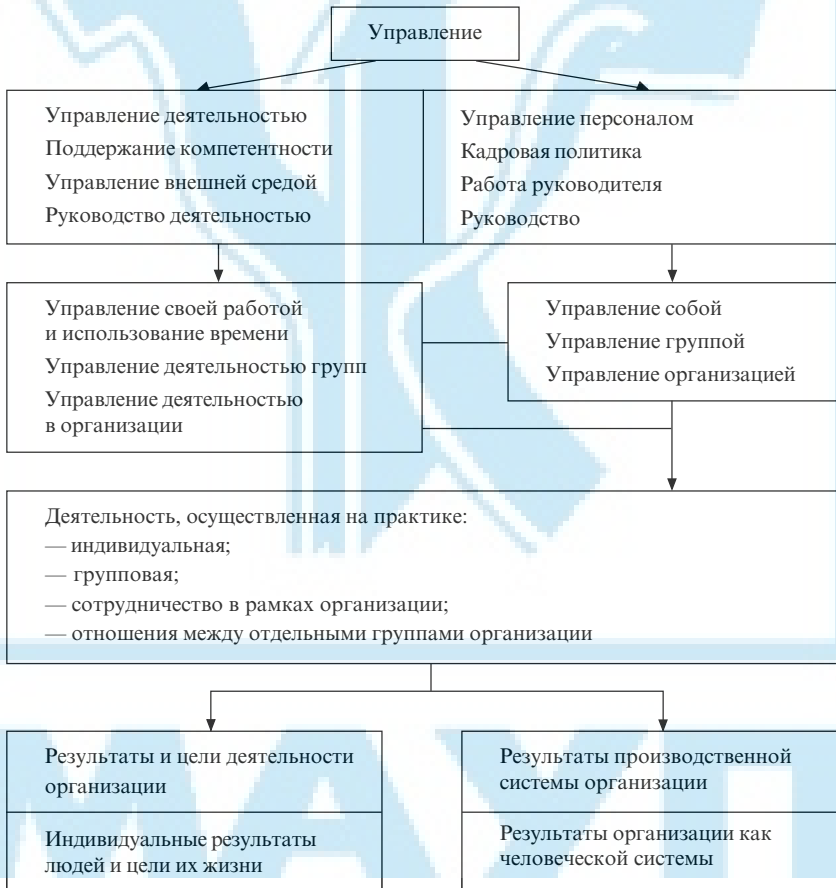 Управление
Управление деятельностью
Поддержание компетентности
Управление внешней средой
Руководство деятельностью
Управление персоналом
Кадровая политика
Работа руководителя
Руководство
Управление своей работой
и использование времени
Управление деятельностью групп
Управление деятельностью
в организации
Управление собой
Управление группой
Управление организацией
Деятельность, осуществленная на практике:
— индивидуальная;
— групповая;
— сотрудничество в рамках организации;
— отношения между отдельными группами организации
Результаты и цели деятельности
организации
Индивидуальные результаты
людей и цели их жизни
Результаты производственной
системы организации
Результаты организации как
человеческой системы
МАУП